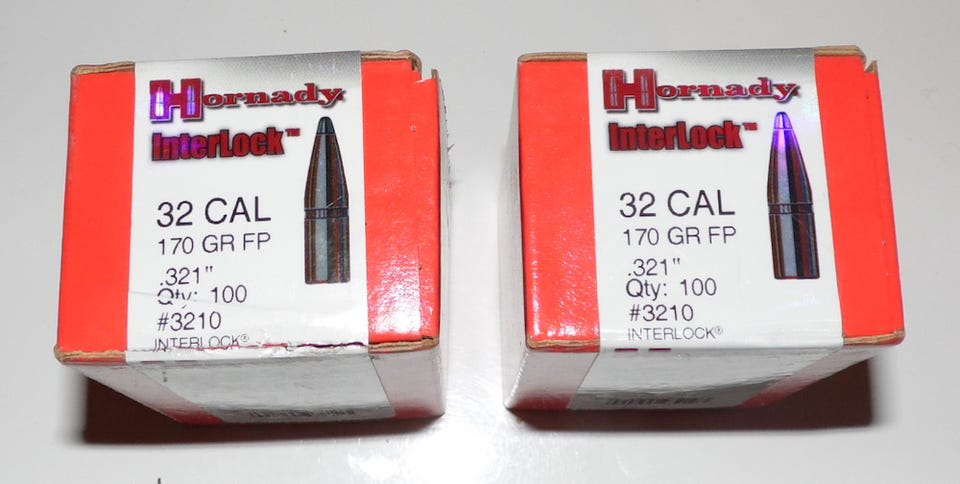 Hornady
InterLock™
32 CAL
170 GR FP
.321"
Qty: 100
#3210
INTERLOCK®
Hornady
InterLock™
32 CAL
170 GR FP
.321"
Qty: 100
#3210
INTERLOCK®